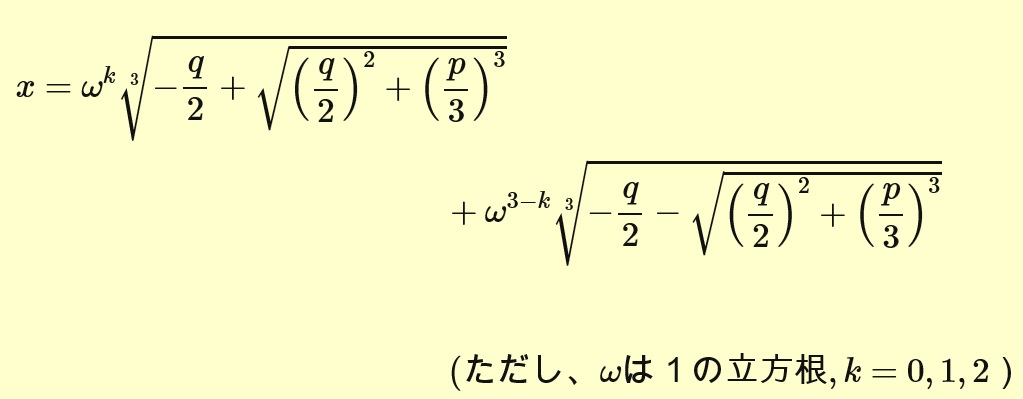 x = ω^k ∛(−q/2 + √((q/2)^2 + (p/3)^3))
+ ω^{3−k} ∛(−q/2 − √((q/2)^2 + (p/3)^3))
(ただし、ωは１の立方根, k = 0, 1, 2 )